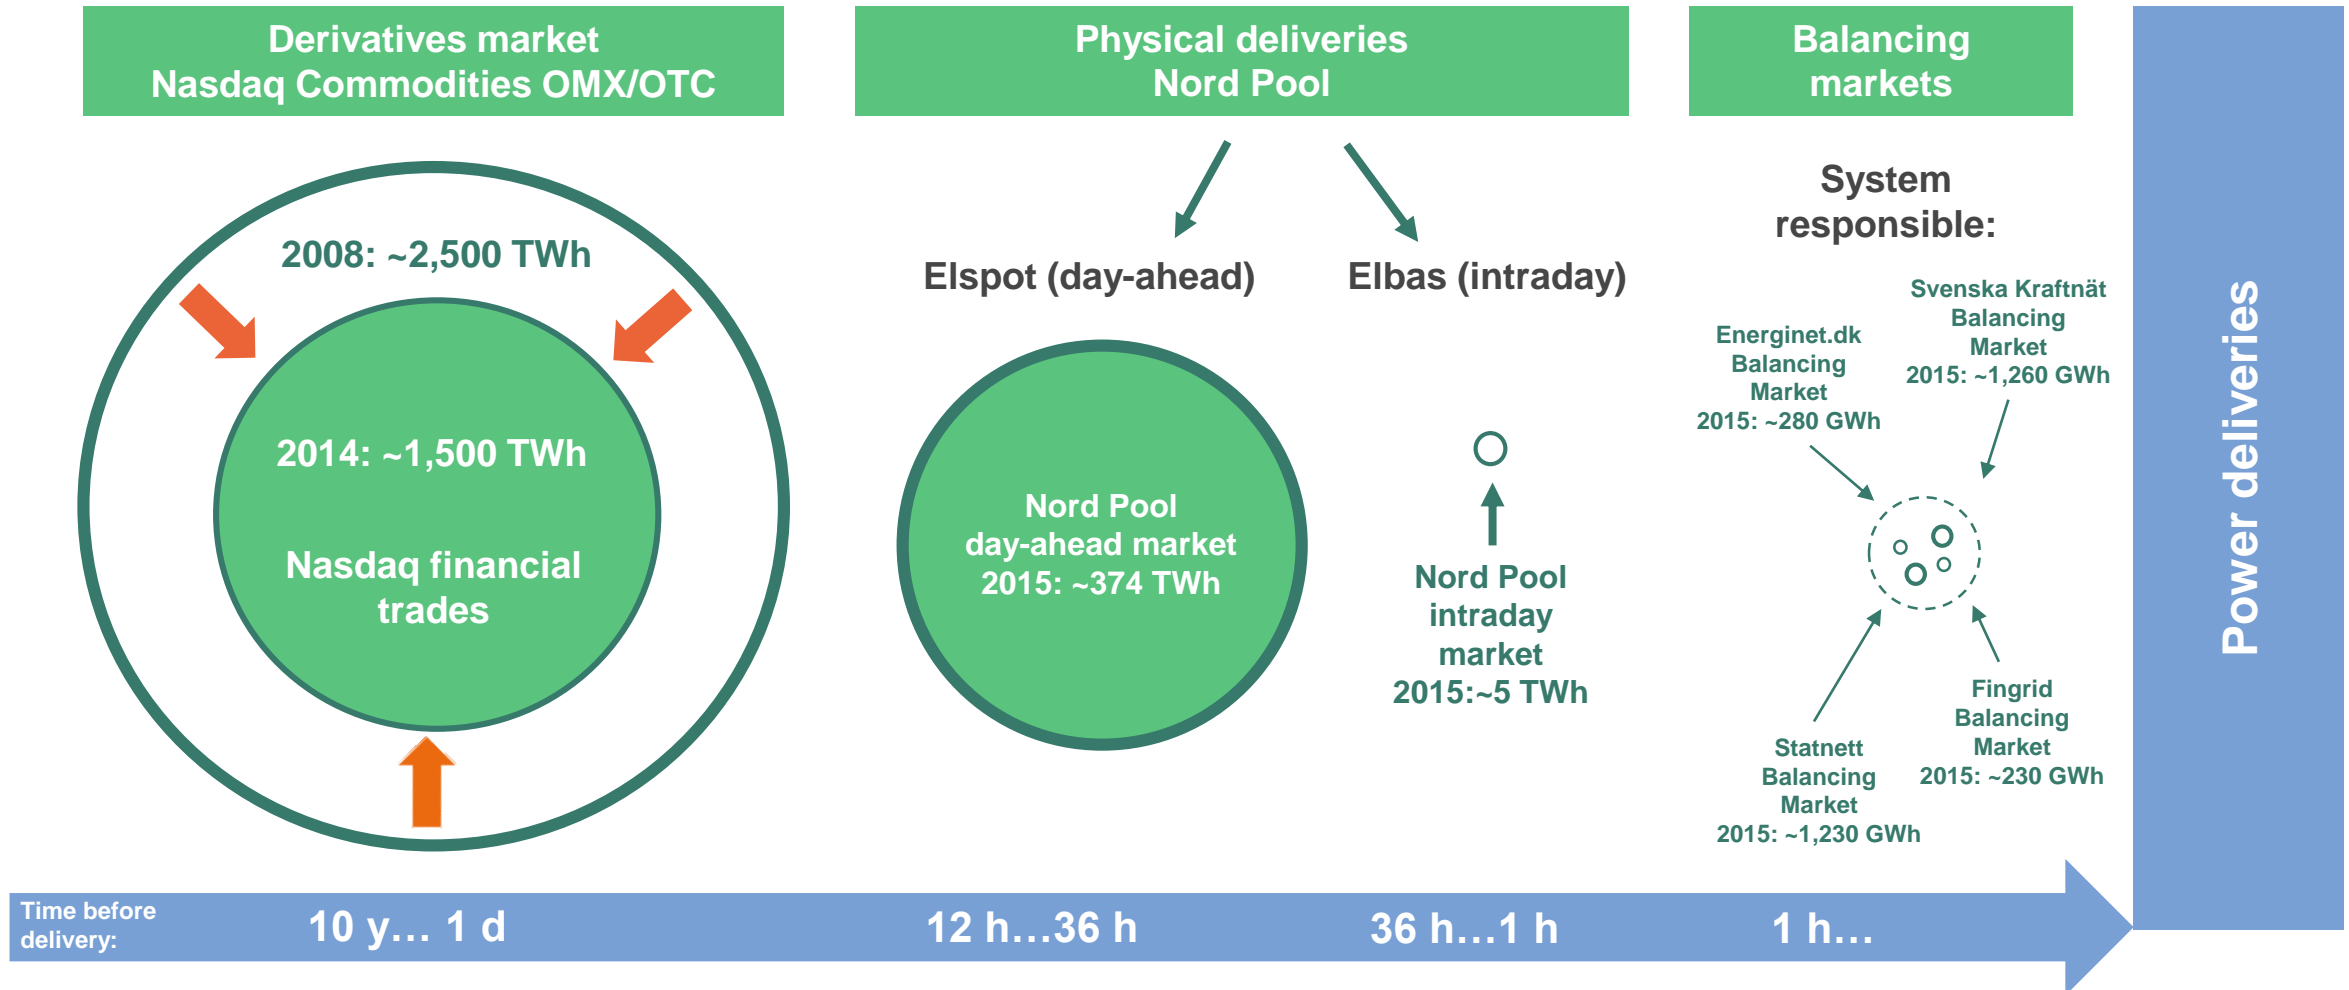 Derivatives market
Nasdaq Commodities OMX/OTC
Physical deliveries
Nord Pool
Balancing
markets
Power deliveries
2008: ~2,500 TWh
2014: ~1,500 TWh
Nasdaq financial
trades
Elspot (day-ahead)
Nord Pool
day-ahead market
2015: ~374 TWh
Elbas (intraday)
Nord Pool
intraday
market
2015:~5 TWh
System
responsible:
Energinet.dk
Balancing
Market
2015: ~280 GWh
Svenska Kraftnät
Balancing
Market
2015: ~1,260 GWh
Statnett
Balancing
Market
2015: ~1,230 GWh
Fingrid
Balancing
Market
2015: ~230 GWh
Time before
delivery:
10 y… 1 d
12 h…36 h
36 h…1 h
1 h…